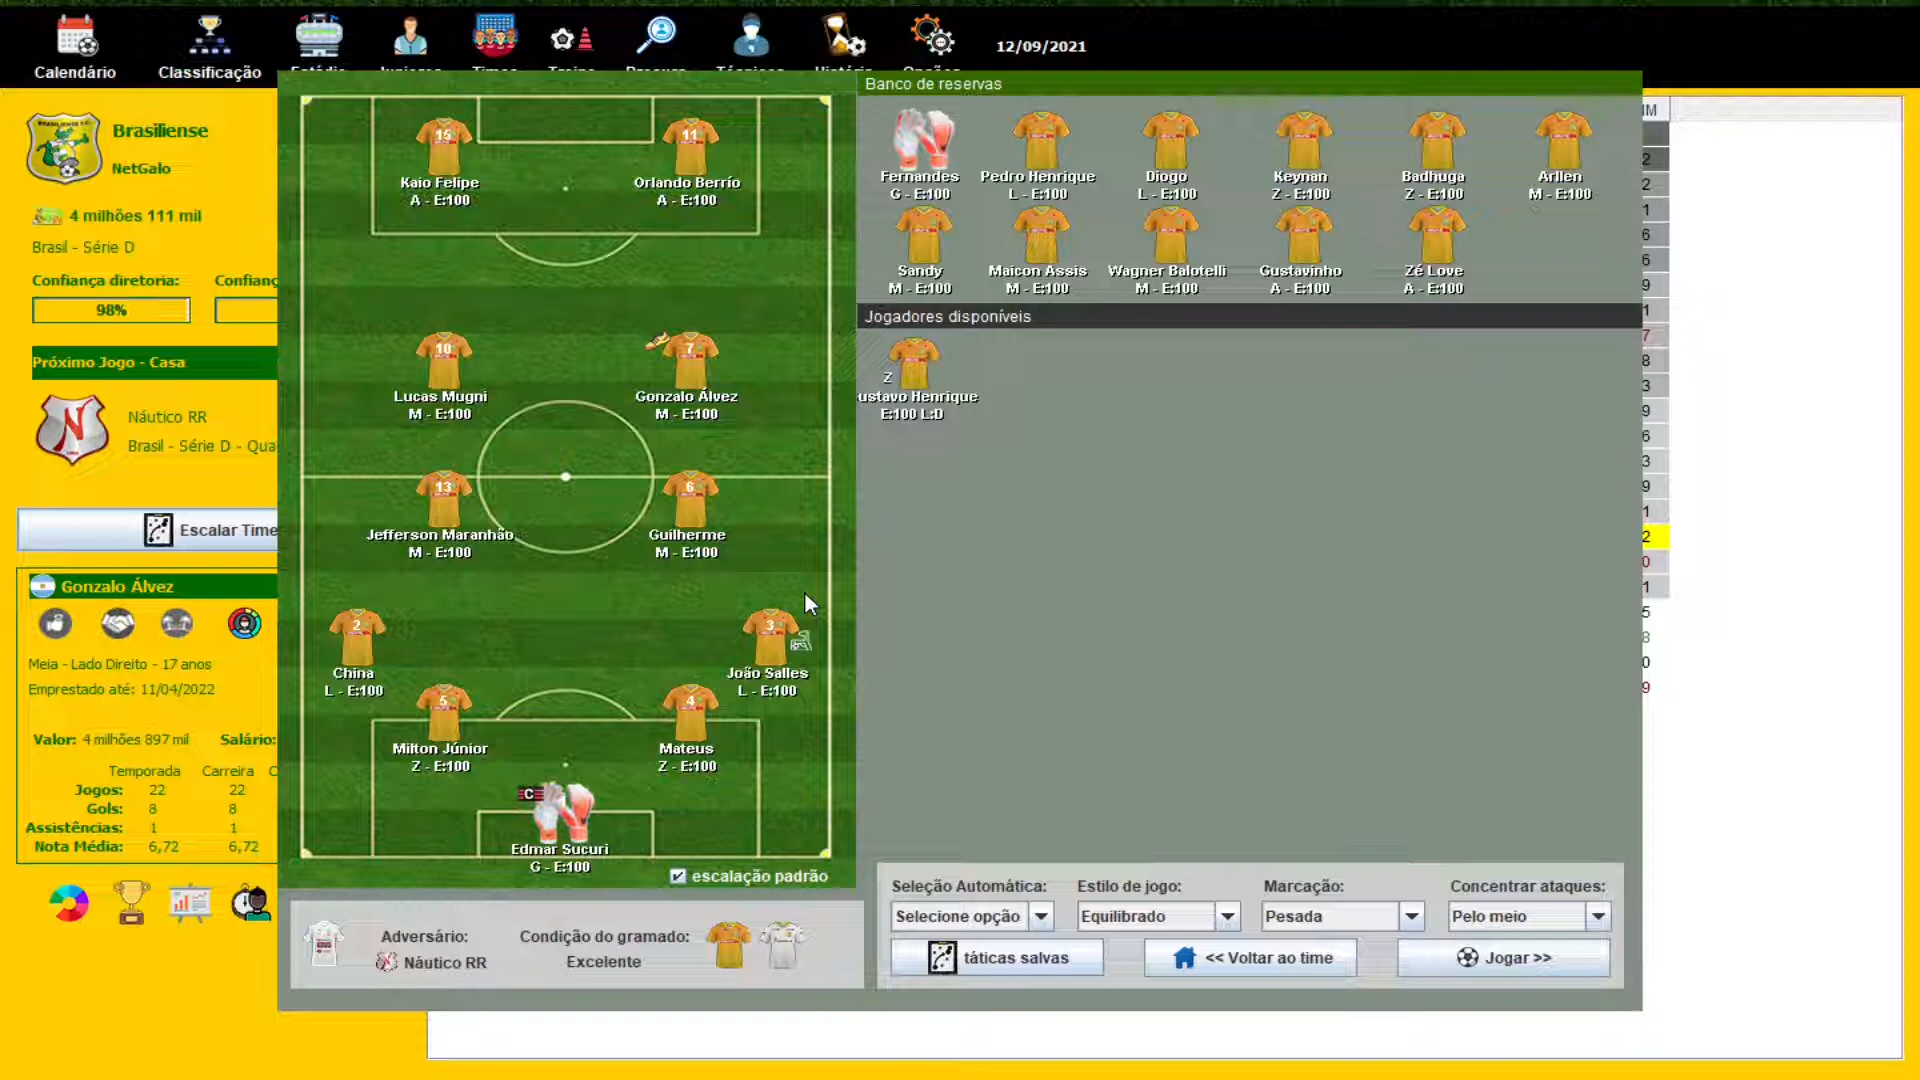 12/09/2021
Calendário
Classificação
Banco de reservas
Brasiliense
NetGalo
4 milhões 111 mil
Brasil - Série D
Confiança diretoria:
98%
Próximo Jogo - Casa
Náutico RR
Brasil - Série D - Qua
Escalar Time
Gonzalo Álvez
Meia - Lado Direito - 17 anos
Emprestado até: 11/04/2022
Valor: 4 milhões 897 mil Salário:
Temporada Carreira
Jogos: 22 22
Gols: 8 8
Assistências: 1 1
Nota Média: 6,72 6,72
15
Kaio Felipe
A - E:100
11
Orlando Berrío
A - E:100
10
Lucas Mugni
M - E:100
7
Gonzalo Álvez
M - E:100
13
Jefferson Maranhão
M - E:100
6
Guilherme
M - E:100
2
China
L - E:100
3
João Salles
L - E:100
5
Milton Júnior
Z - E:100
4
Mateus
Z - E:100
C
Edmar Sucuri
G - E:100
escalação padrão
Adversário:
Náutico RR
Condição do gramado:
Excelente
Fernandes
G - E:100
Pedro Henrique
L - E:100
Diogo
L - E:100
Keynan
Z - E:100
Badhuga
Z - E:100
Arllen
M - E:100
Sandy
M - E:100
Maicon Assis
M - E:100
Wagner Balotelli
M - E:100
Gustavinho
A - E:100
Zé Love
A - E:100
Jogadores disponíveis
Z
ustavo Henrique
E:100 L:D
Seleção Automática:
Selecione opção
Estilo de jogo:
Equilibrado
Marcação:
Pesada
Concentrar ataques:
Pelo meio
táticas salvas
<< Voltar ao time
Jogar >>